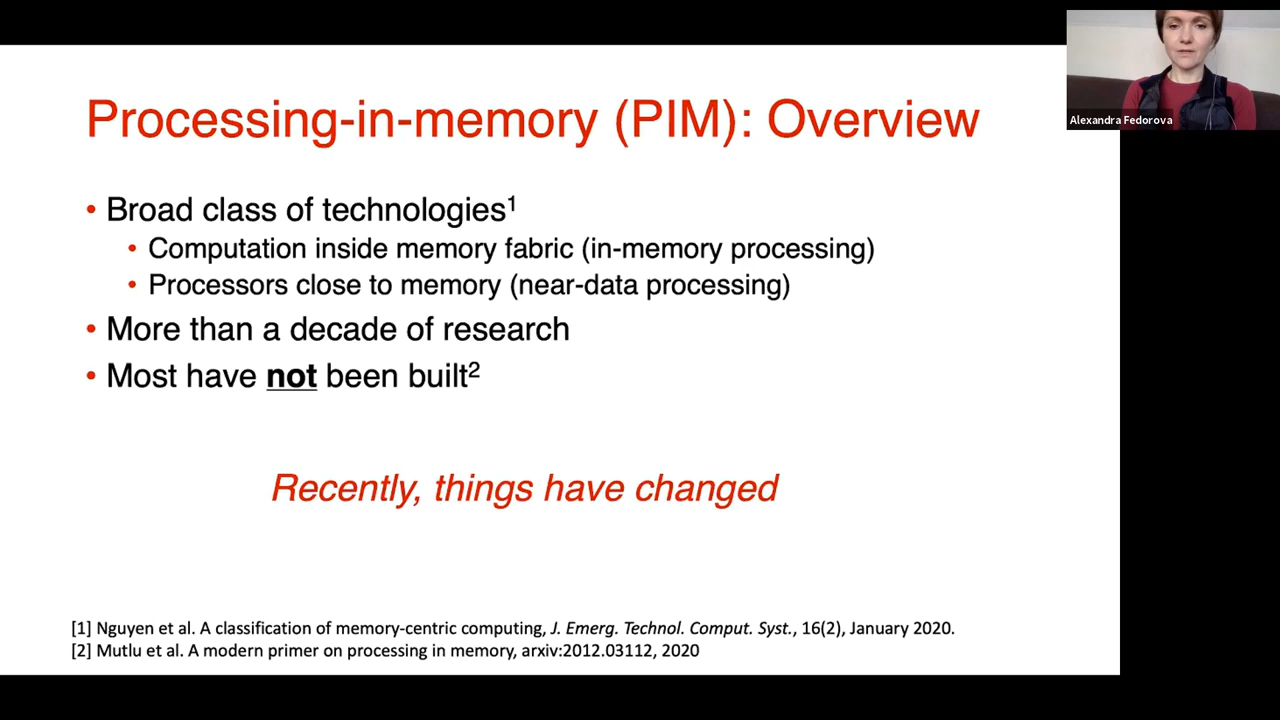 Processing-in-memory (PIM): Overview
Alexandra Fedorova
• Broad class of technologies¹
• Computation inside memory fabric (in-memory processing)
• Processors close to memory (near-data processing)
• More than a decade of research
• Most have not been built²
Recently, things have changed
[1] Nguyen et al. A classification of memory-centric computing, J. Emerg. Technol. Comput. Syst., 16(2), January 2020.
[2] Mutlu et al. A modern primer on processing in memory, arxiv:2012.03112, 2020